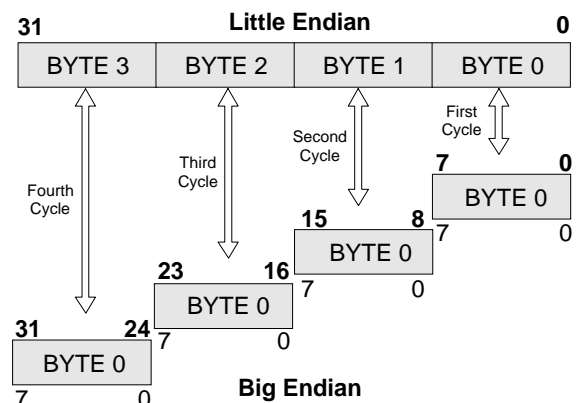 Little Endian
31 0
BYTE 3 BYTE 2 BYTE 1 BYTE 0
First
Cycle
Second
Cycle
Third
Cycle
Fourth
Cycle
7 0
BYTE 0
7 0
15 8
BYTE 0
7 0
23 16
BYTE 0
7 0
31 24
BYTE 0
7 0
Big Endian